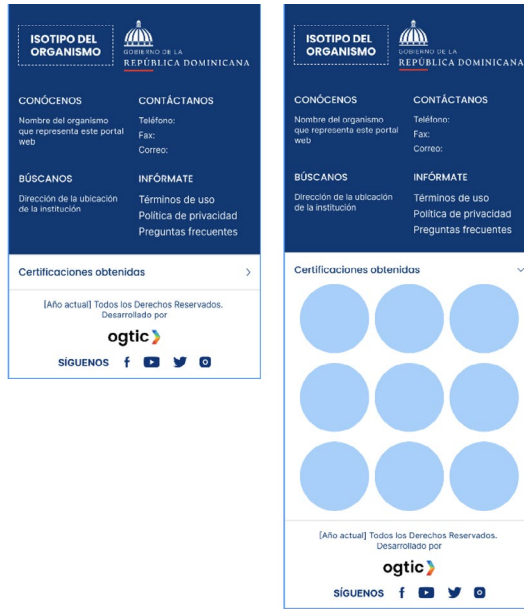 ISOTIPO DEL
ORGANISMO
GOBIERNO DE LA
REPÚBLICA DOMINICANA
CONÓCENOS
Nombre del organismo
que representa este portal
web
CONTÁCTANOS
Teléfono:
Fax:
Correo:
BÚSCANOS
Dirección de la ubicación
de la institución
INFÓRMATE
Términos de uso
Política de privacidad
Preguntas frecuentes
Certificaciones obtenidas
[Año actual] Todos los Derechos Reservados.
Desarrollado por
ogtic
SÍGUENOS
ISOTIPO DEL
ORGANISMO
GOBIERNO DE LA
REPÚBLICA DOMINICANA
CONÓCENOS
Nombre del organismo
que representa este portal
web
CONTÁCTANOS
Teléfono:
Fax:
Correo:
BÚSCANOS
Dirección de la ubicación
de la institución
INFÓRMATE
Términos de uso
Política de privacidad
Preguntas frecuentes
Certificaciones obtenidas
[Año actual] Todos los Derechos Reservados.
Desarrollado por
ogtic
SÍGUENOS